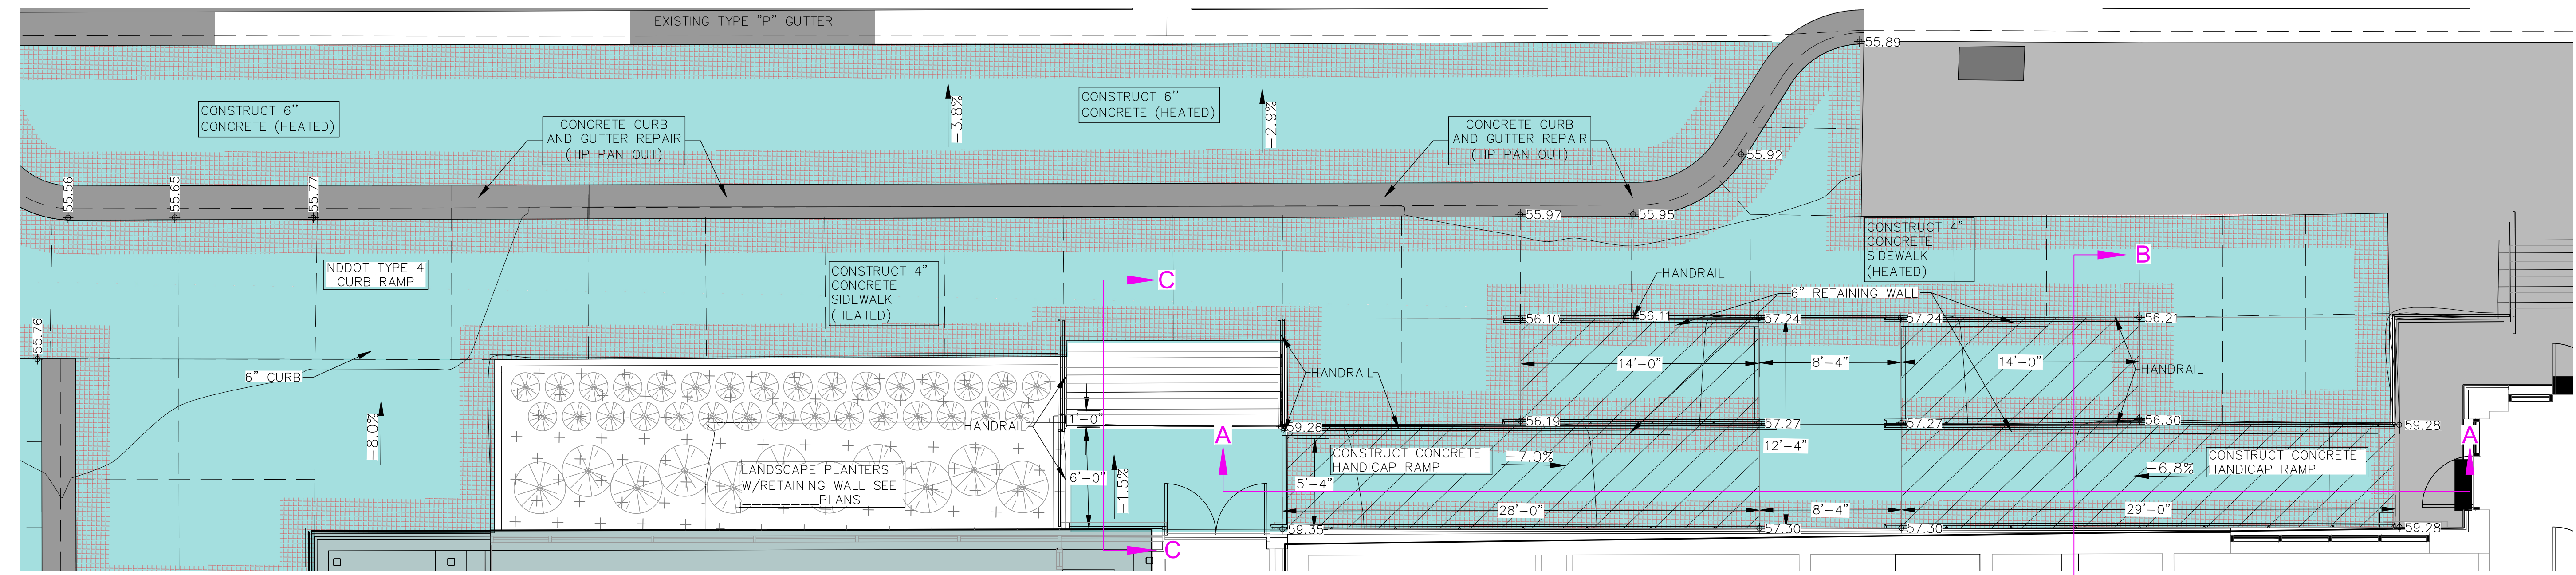 EXISTING TYPE "P" GUTTER
55.89
CONSTRUCT 6''
CONCRETE (HEATED)
CONCRETE CURB
AND GUTTER REPAIR
(TIP PAN OUT)
-3.8%
CONSTRUCT 6''
CONCRETE (HEATED)
-2.9%
CONCRETE CURB
AND GUTTER REPAIR
(TIP PAN OUT)
55.92
55.56
55.65
55.77
55.97
55.95
NDDOT TYPE 4
CURB RAMP
CONSTRUCT 4"
CONCRETE
SIDEWALK
(HEATED)
C
HANDRAIL
CONSTRUCT 4"
CONCRETE
SIDEWALK
(HEATED)
B
6" RETAINING WALL
55.76
56.10
56.11
57.24
57.24
56.21
6" CURB
HANDRAIL
14'-0"
8'-4"
14'-0"
HANDRAIL
-8.0%
1'-0"
HANDRAIL
59.26
56.19
57.27
57.27
56.30
59.28
A
A
12'-4"
LANDSCAPE PLANTERS
W/RETAINING WALL SEE
________PLANS
6'-0"
-1.5%
CONSTRUCT CONCRETE
HANDICAP RAMP
-7.0%
-6.8%
CONSTRUCT CONCRETE
HANDICAP RAMP
5'-4"
28'-0"
8'-4"
29'-0"
59.35
57.30
57.30
59.28
C